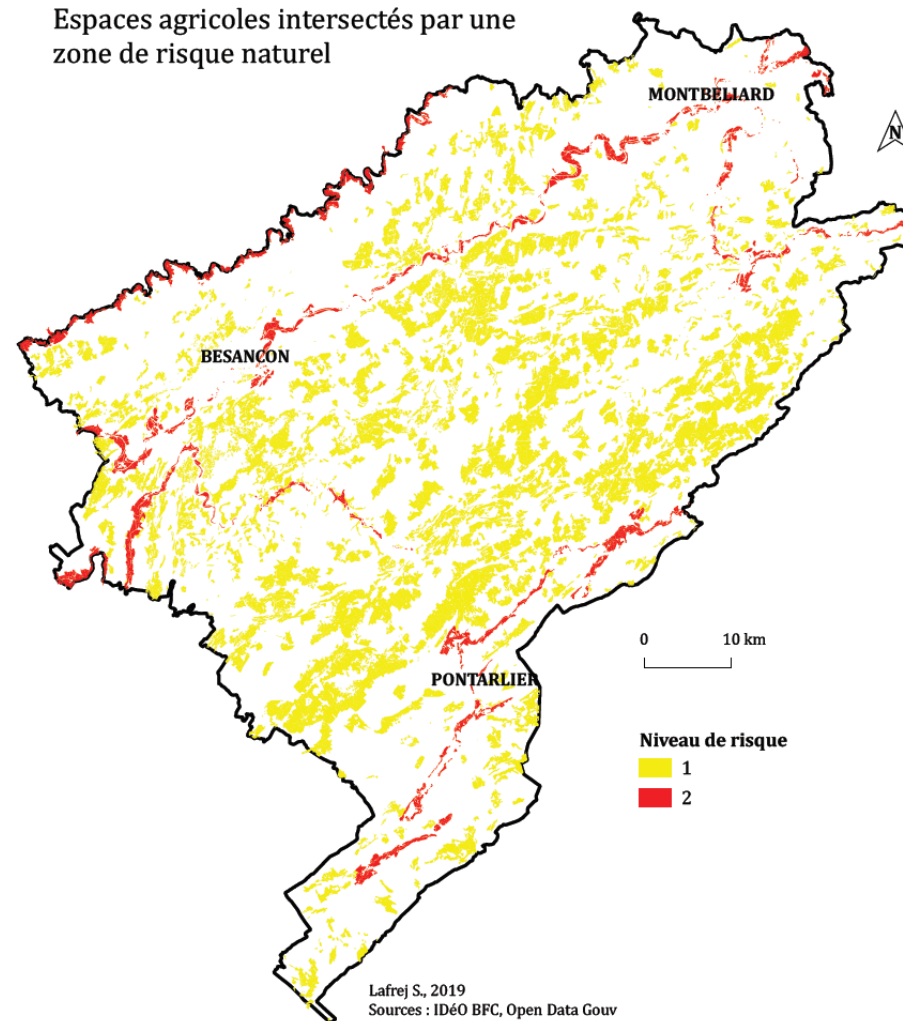 Espaces agricoles intersectés par une
zone de risque naturel
MONTBELIARD
N
BESANCON
PONTARLIER
0 10 km
Niveau de risque
1
2
Lafrej S., 2019
Sources : IDéO BFC, Open Data Gouv